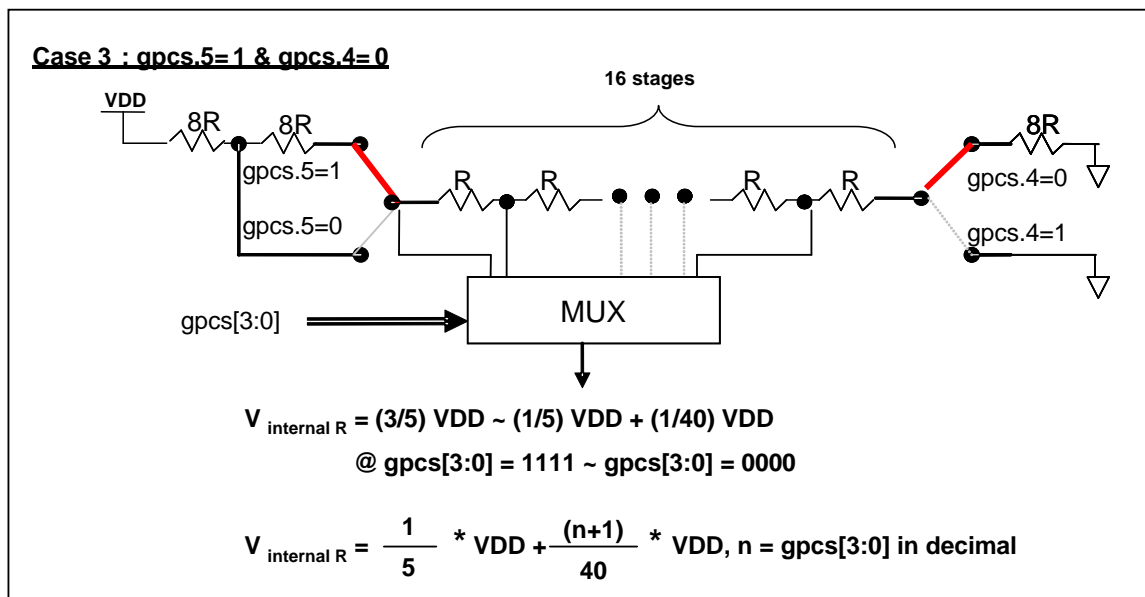 Case 3 : gpcs.5= 1 & gpcs.4= 0
16 stages
VDD
8R
8R
8R
gpcs.5=1
R
R
R
R
gpcs.4=0
gpcs.5=0
gpcs.4=1
gpcs[3:0]
MUX
V internal R = (3/5) VDD ~ (1/5) VDD + (1/40) VDD
@ gpcs[3:0] = 1111 ~ gpcs[3:0] = 0000
V internal R = 1/5 * VDD + (n+1)/40 * VDD, n = gpcs[3:0] in decimal